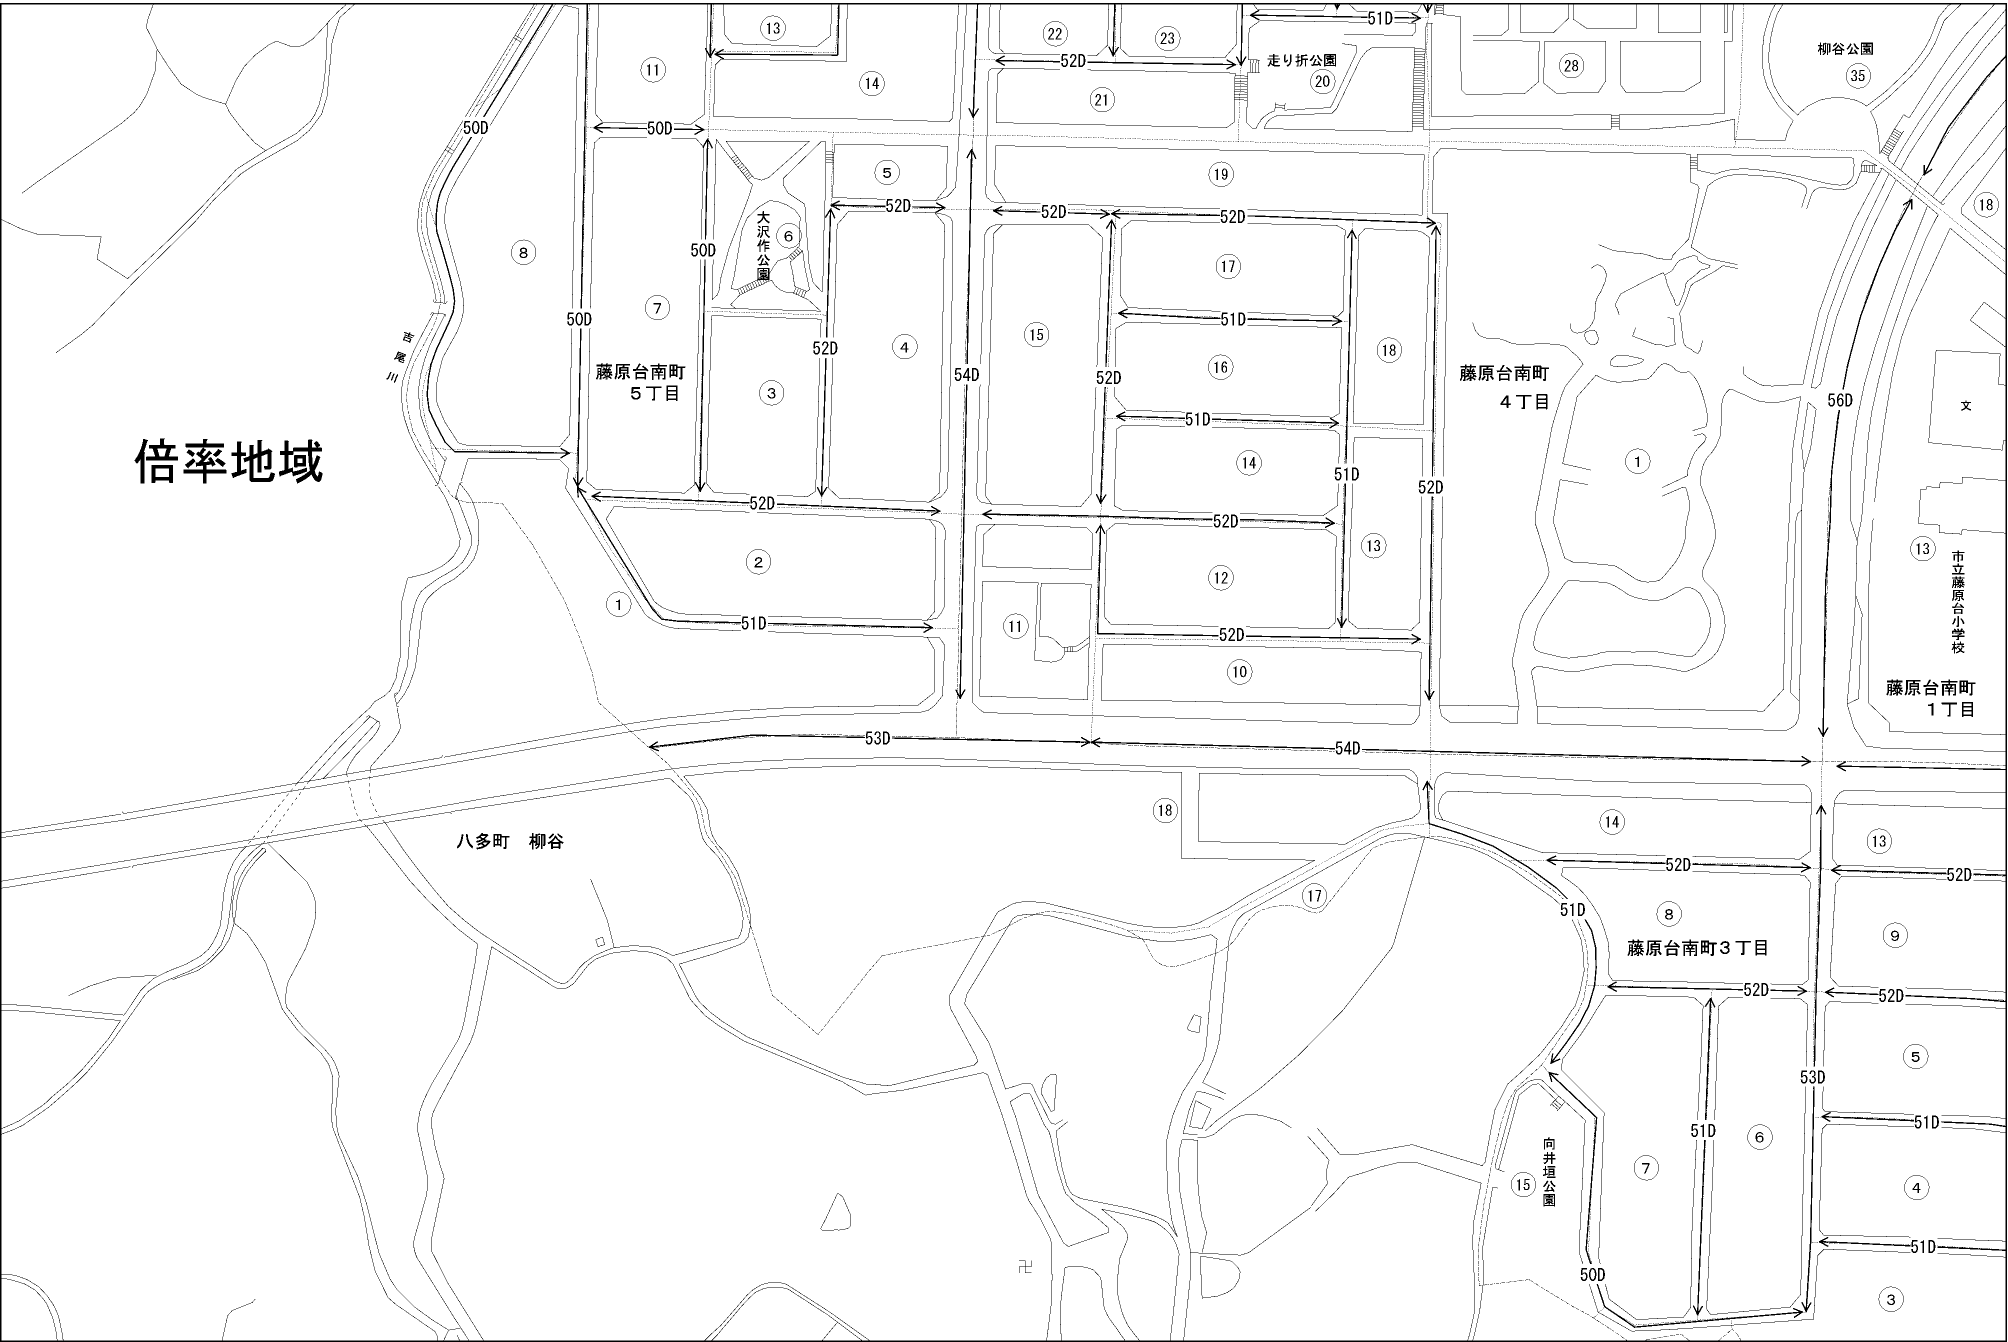 13
22
23
51D
52D
走り折公園
20
28
柳谷公園
35
11
14
21
50D
50D
5
19
18
52D
52D
52D
大沢作公園
6
50D
8
17
7
50D
51D
吉尾川
52D
4
15
16
18
藤原台南町
5丁目
3
54D
52D
藤原台南町
4丁目
56D
文
51D
倍率地域
14
1
51D
52D
52D
52D
13
13
2
12
市立藤原台小学校
1
51D
11
52D
10
藤原台南町
1丁目
53D
54D
18
14
13
八多町 柳谷
52D
52D
17
51D
8
9
藤原台南町3丁目
52D
52D
5
53D
51D
51D
6
向井垣公園
7
15
4
51D
50D
3
卍